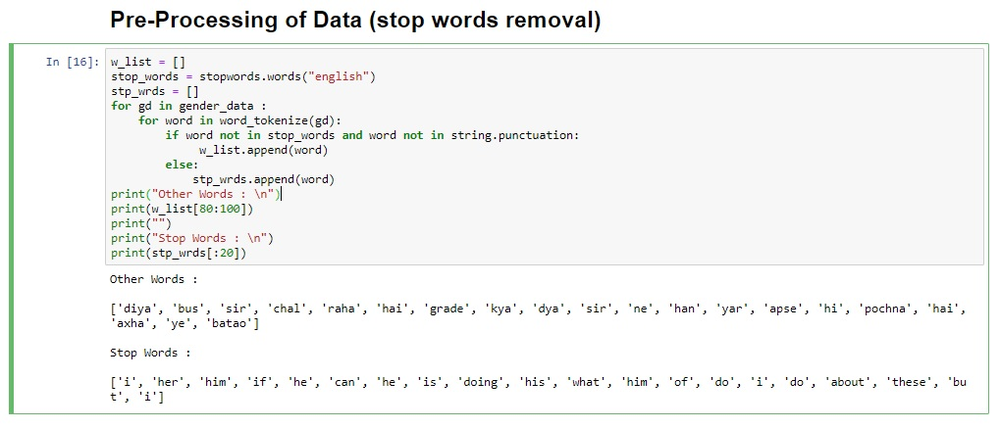 Pre-Processing of Data (stop words removal)
In [16]: w_list = []
stop_words = stopwords.words("english")
stp_wrds = []
for gd in gender_data :
    for word in word_tokenize(gd):
        if word not in stop_words and word not in string.punctuation:
             w_list.append(word)
        else:
            stp_wrds.append(word)
print("Other Words : \n")
print(w_list[80:100])
print("")
print("Stop Words : \n")
print(stp_wrds[:20])
Other Words :
['diya', 'bus', 'sir', 'chal', 'raha', 'hai', 'grade', 'kya', 'dya', 'sir', 'ne', 'han', 'yar', 'apse', 'hi', 'pochna', 'hai',
'axha', 'ye', 'batao']
Stop Words :
['i', 'her', 'him', 'if', 'he', 'can', 'he', 'is', 'doing', 'his', 'what', 'him', 'of', 'do', 'i', 'do', 'about', 'these', 'bu
t', 'i']